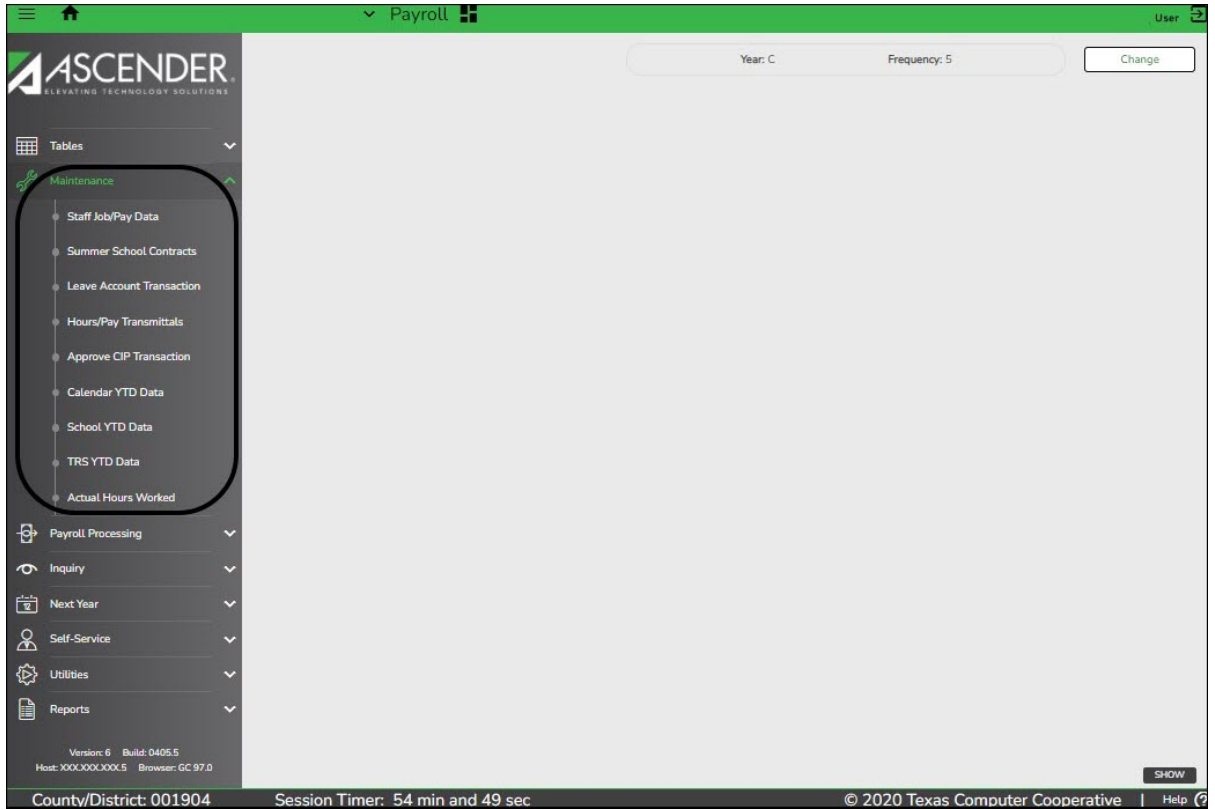 Payroll
User
ASCENDER.
ELEVATING TECHNOLOGY SOLUTIONS
Year: C
Frequency: 5
Change
Tables
Maintenance
Staff Job/Pay Data
Summer School Contracts
Leave Account Transaction
Hours/Pay Transmittals
Approve CIP Transaction
Calendar YTD Data
School YTD Data
TRS YTD Data
Actual Hours Worked
Payroll Processing
Inquiry
12
Next Year
Self-Service
Utilities
Reports
Version: 6 Build: 0405.5
Host: XXX.XXX.XXX.5 Browser: GC 97.0
SHOW
County/District: 001904
Session Timer: 54 min and 49 sec
© 2020 Texas Computer Cooperative | Help ?